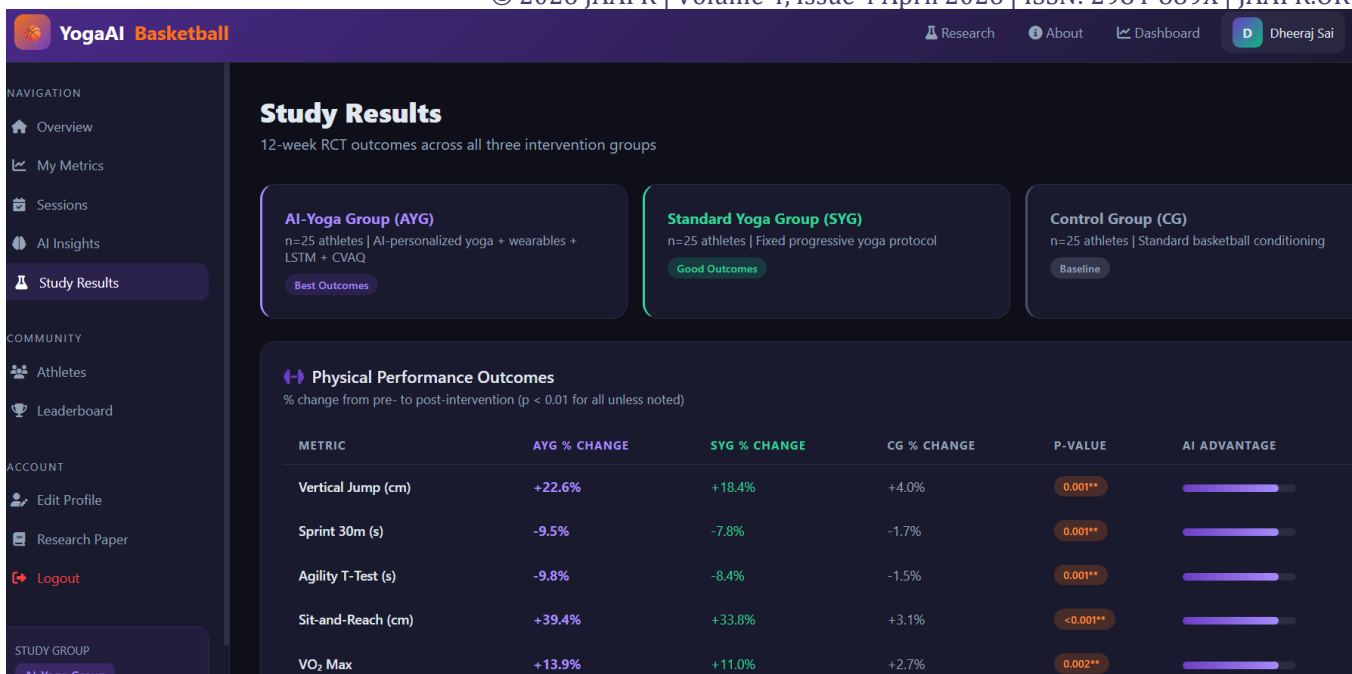 YogaAI Basketball
Research
About
Dashboard
D
Dheeraj Sai
NAVIGATION
Overview
My Metrics
Sessions
AI Insights
Study Results
COMMUNITY
Athletes
Leaderboard
ACCOUNT
Edit Profile
Research Paper
Logout
STUDY GROUP
Study Results
12-week RCT outcomes across all three intervention groups
AI-Yoga Group (AYG)
n=25 athletes | AI-personalized yoga + wearables +
LSTM + CVAQ
Best Outcomes
Standard Yoga Group (SYG)
n=25 athletes | Fixed progressive yoga protocol
Good Outcomes
Control Group (CG)
n=25 athletes | Standard basketball conditioning
Baseline
Physical Performance Outcomes
% change from pre- to post-intervention (p < 0.01 for all unless noted)
METRIC AYG % CHANGE SYG % CHANGE CG % CHANGE P-VALUE AI ADVANTAGE
Vertical Jump (cm) +22.6% +18.4% +4.0% 0.001**
Sprint 30m (s) -9.5% -7.8% -1.7% 0.001**
Agility T-Test (s) -9.8% -8.4% -1.5% 0.001**
Sit-and-Reach (cm) +39.4% +33.8% +3.1% <0.001**
VO₂ Max +13.9% +11.0% +2.7% 0.002**